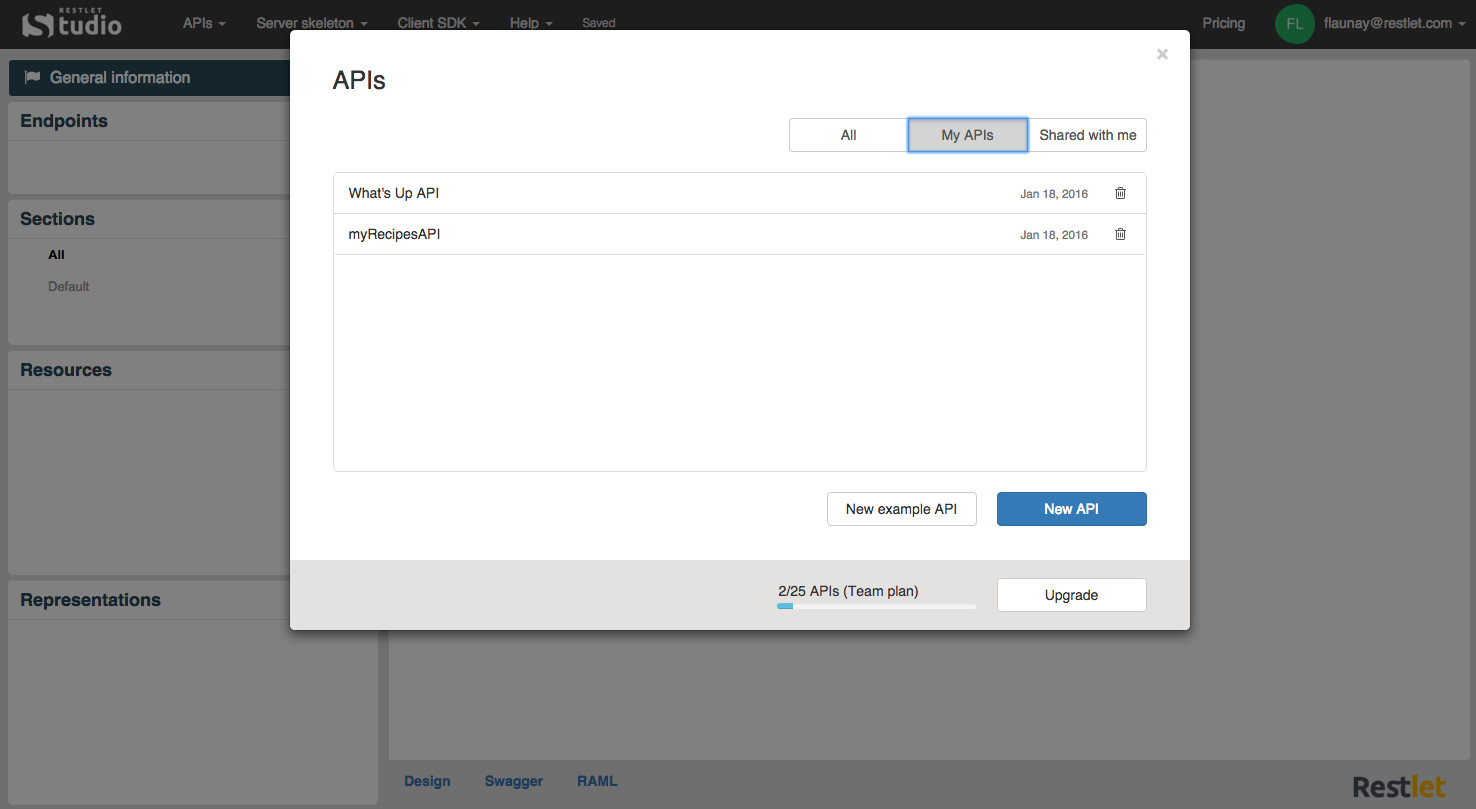 RESTLET
Studio
APIs
Server skeleton
Client SDK
Help
Saved
Pricing
FL
flaunay@restlet.com
General information
Endpoints
Sections
All
Default
Resources
Representations
APIs
×
All
My APIs
Shared with me
What's Up API
Jan 18, 2016
myRecipesAPI
Jan 18, 2016
New example API
New API
2/25 APIs (Team plan)
Upgrade
Design
Swagger
RAML
Restlet